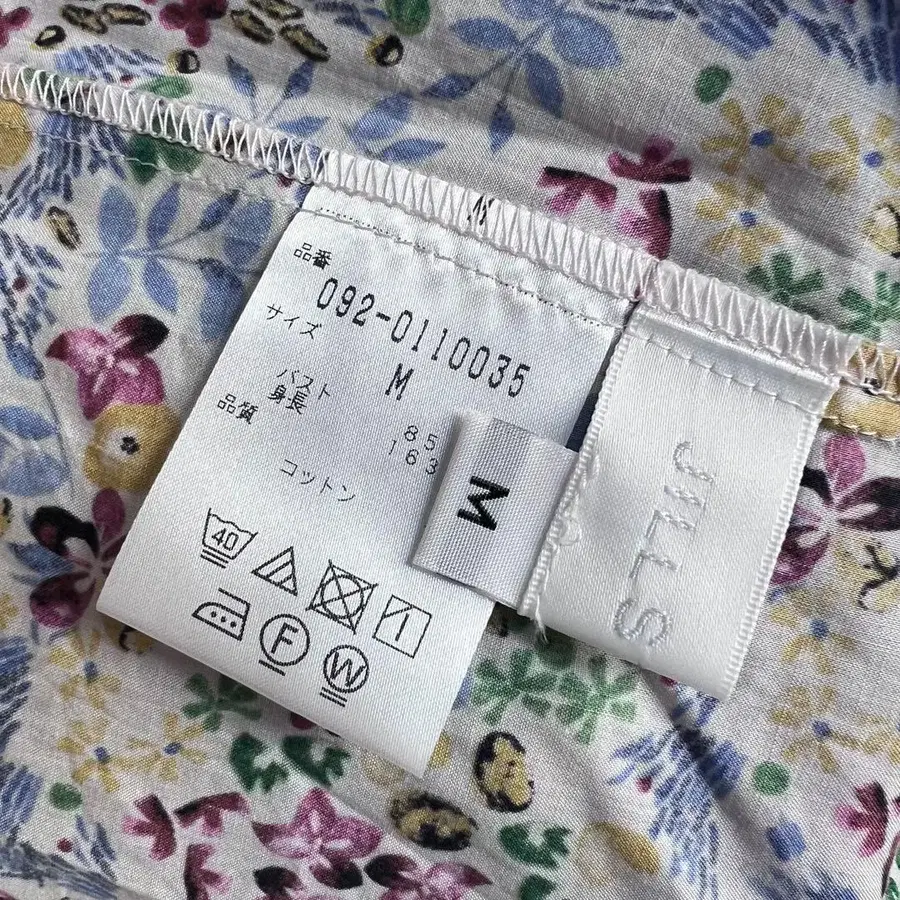 品番
092-0110035
サイズ M
バスト 85
身長 163
品質
コットン
40
F
W
M
JILLS